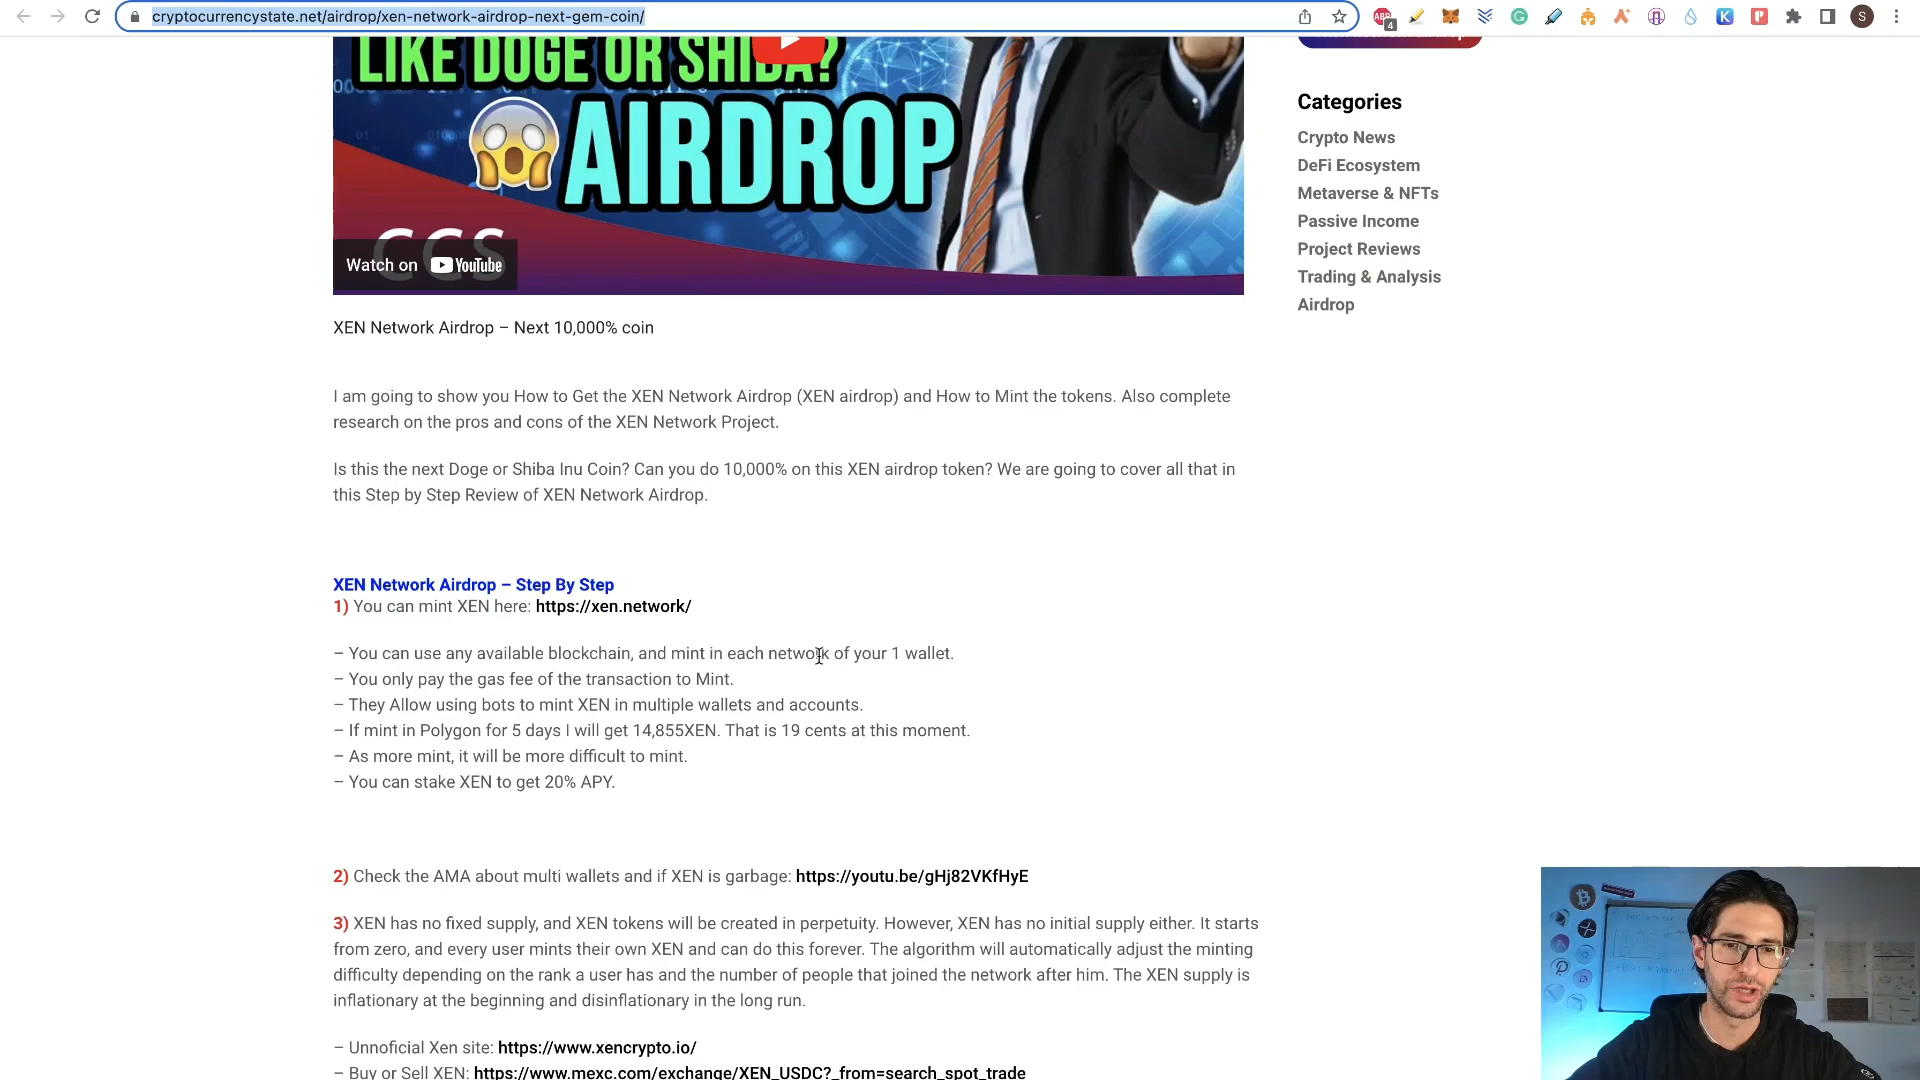 cryptocurrencystate.net/airdrop/xen-network-airdrop-next-gem-coin/
4
S
LIKE DOGE OR SHIBA?
AIRDROP
CCS
Watch on YouTube
Categories
Crypto News
DeFi Ecosystem
Metaverse & NFTs
Passive Income
Project Reviews
Trading & Analysis
Airdrop
XEN Network Airdrop – Next 10,000% coin
I am going to show you How to Get the XEN Network Airdrop (XEN airdrop) and How to Mint the tokens. Also complete
research on the pros and cons of the XEN Network Project.
Is this the next Doge or Shiba Inu Coin? Can you do 10,000% on this XEN airdrop token? We are going to cover all that in
this Step by Step Review of XEN Network Airdrop.
XEN Network Airdrop – Step By Step
1) You can mint XEN here: https://xen.network/
– You can use any available blockchain, and mint in each network of your 1 wallet.
– You only pay the gas fee of the transaction to Mint.
– They Allow using bots to mint XEN in multiple wallets and accounts.
– If mint in Polygon for 5 days I will get 14,855XEN. That is 19 cents at this moment.
– As more mint, it will be more difficult to mint.
– You can stake XEN to get 20% APY.
2) Check the AMA about multi wallets and if XEN is garbage: https://youtu.be/gHj82VKfHyE
3) XEN has no fixed supply, and XEN tokens will be created in perpetuity. However, XEN has no initial supply either. It starts
from zero, and every user mints their own XEN and can do this forever. The algorithm will automatically adjust the minting
difficulty depending on the rank a user has and the number of people that joined the network after him. The XEN supply is
inflationary at the beginning and disinflationary in the long run.
– Unnoficial Xen site: https://www.xencrypto.io/
– Buy or Sell XEN: https://www.mexc.com/exchange/XEN_USDC?_from=search_spot_trade